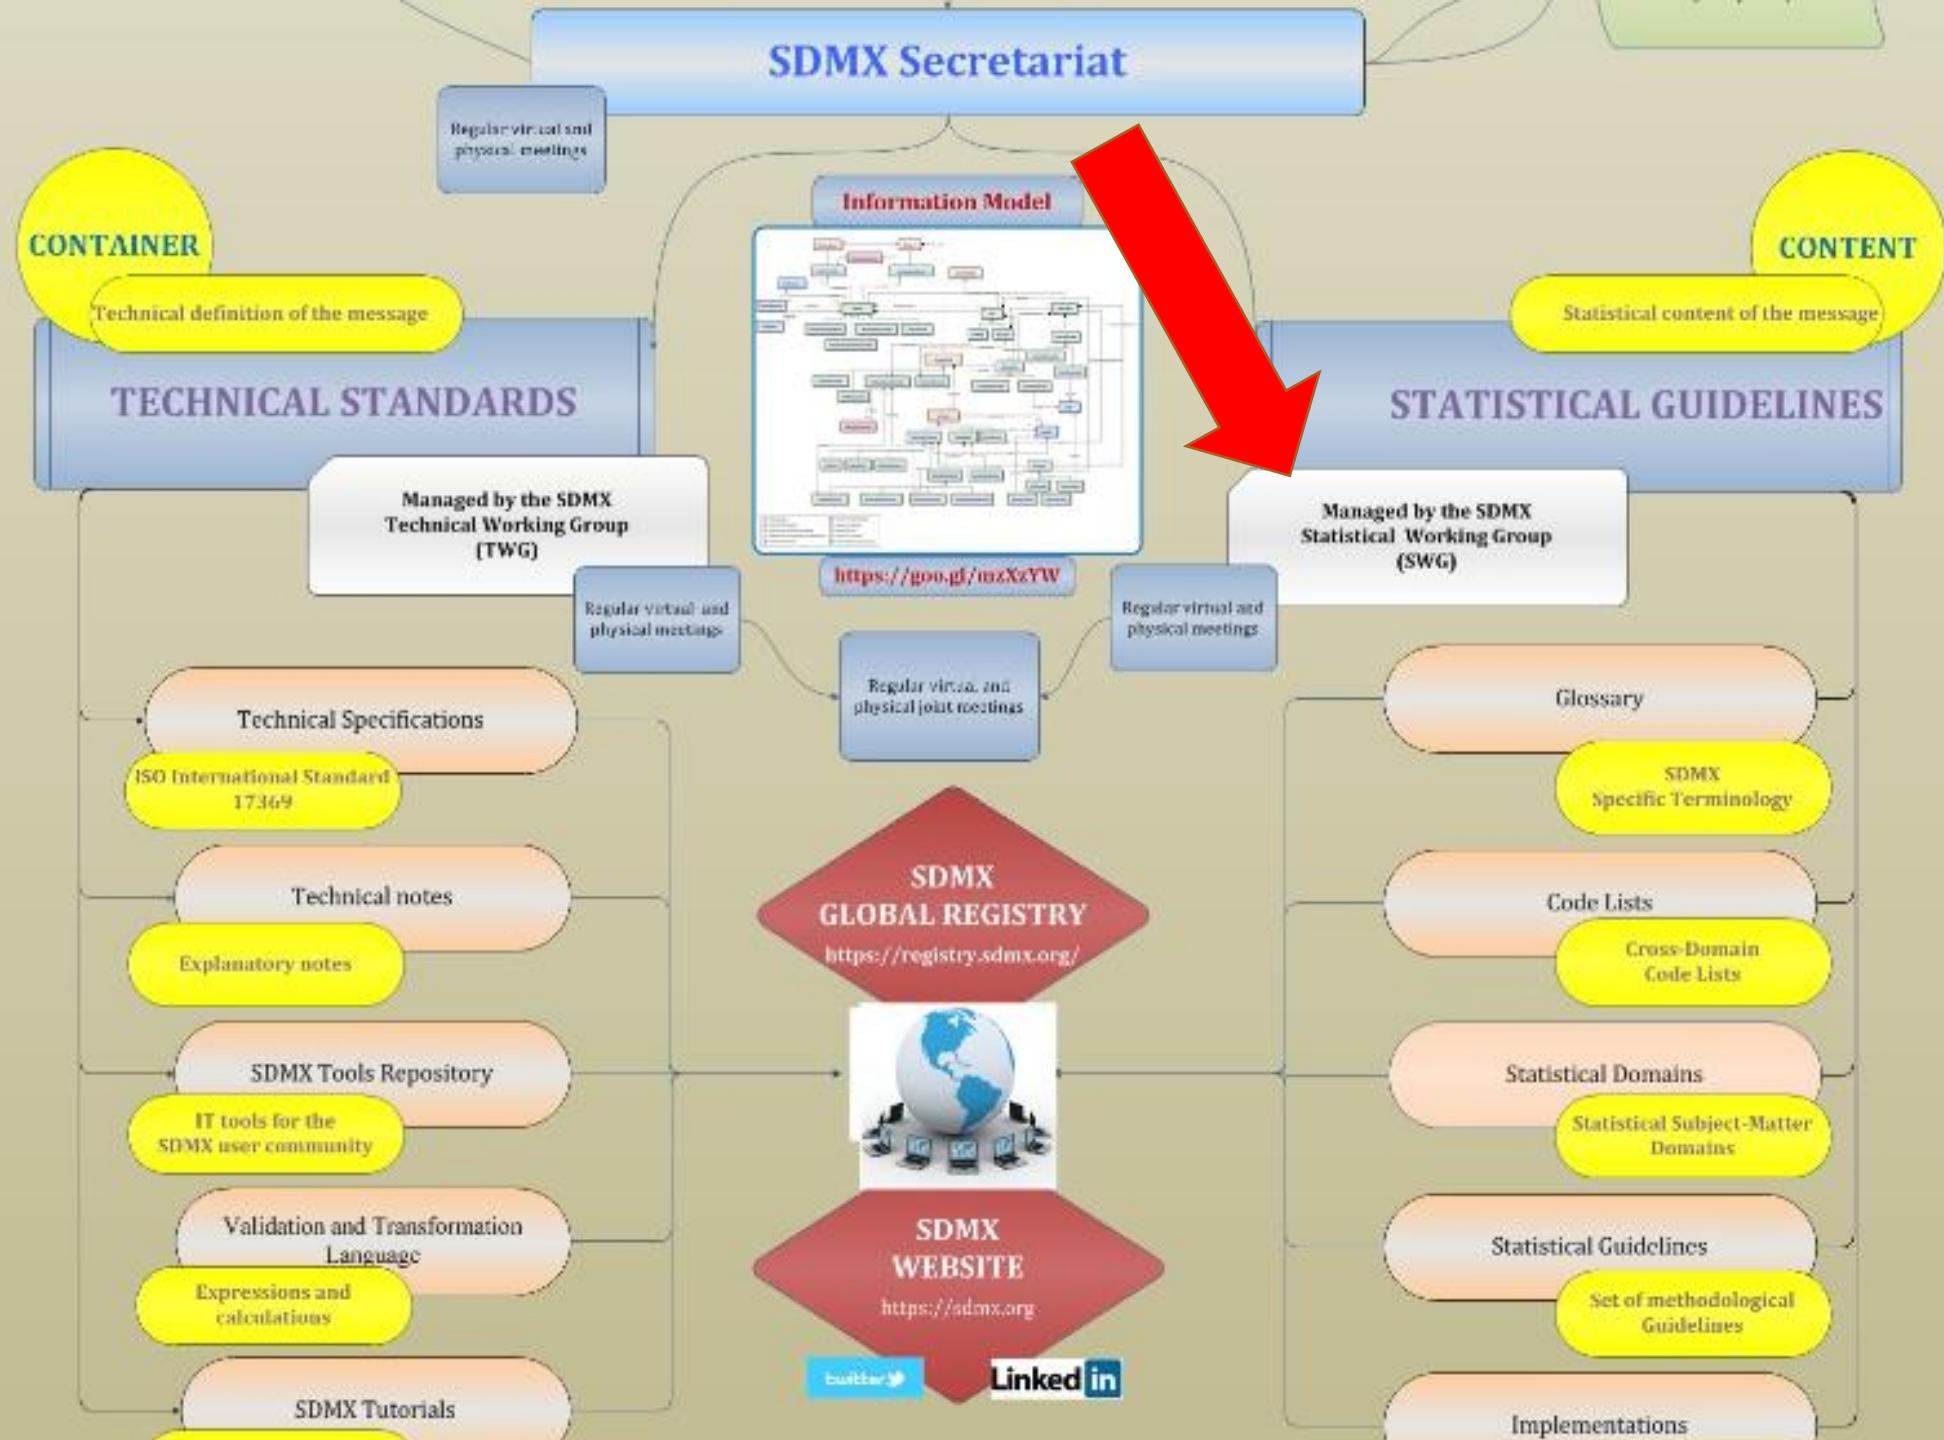 SDMX Secretariat
Regular virtual and
physical meetings
Information Model
CONTAINER
Technical definition of the message
TECHNICAL STANDARDS
CONTENT
Statistical content of the message
STATISTICAL GUIDELINES
Managed by the SDMX
Technical Working Group
(TWG)
Managed by the SDMX
Statistical Working Group
(SWG)
https://goo.gl/mzXzYW
Regular virtual and
physical meetings
Regular virtual and
physical meetings
Regular virtual and
physical joint meetings
Technical Specifications
ISO International Standard
17369
Technical notes
Explanatory notes
SDMX Tools Repository
IT tools for the
SDMX user community
Validation and Transformation
Language
Expressions and
calculations
SDMX Tutorials
SDMX
GLOBAL REGISTRY
https://registry.sdmx.org/
SDMX
WEBSITE
https://sdmx.org
twitter
Linked in
Glossary
SDMX
Specific Terminology
Code Lists
Cross-Domain
Code Lists
Statistical Domains
Statistical Subject-Matter
Domains
Statistical Guidelines
Set of methodological
Guidelines
Implementations